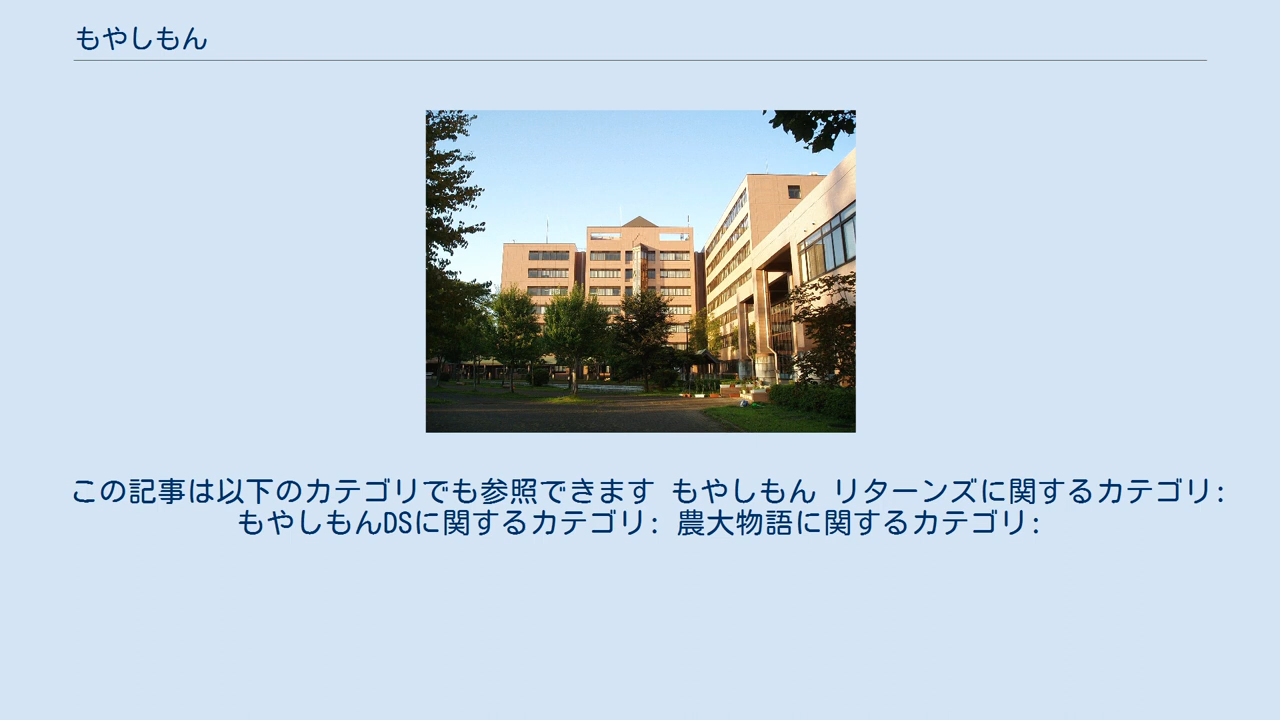 もやしもん
この記事は以下のカテゴリでも参照できます もやしもん リターンズに関するカテゴリ:
もやしもんDSに関するカテゴリ: 農大物語に関するカテゴリ: